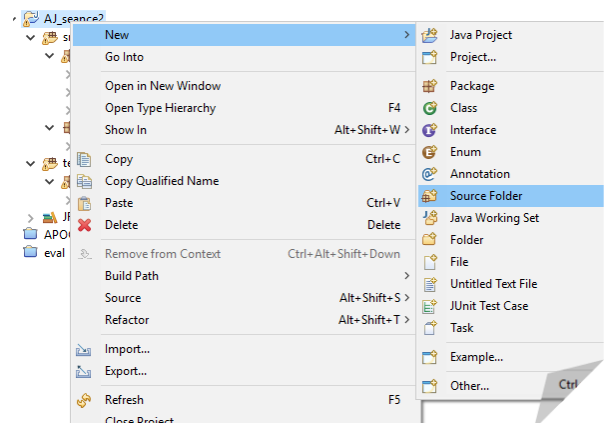 AJ_seance2
New >
Java Project
Go Into
Project...
Open in New Window
Package
Open Type Hierarchy F4
Class
Show In Alt+Shift+W >
Interface
Enum
Copy Ctrl+C
Annotation
Copy Qualified Name
Source Folder
Paste Ctrl+V
Java Working Set
Delete Delete
Folder
eval
Remove from Context Ctrl+Alt+Shift+Down
File
Build Path >
Untitled Text File
Source Alt+Shift+S >
JUnit Test Case
Refactor Alt+Shift+T >
Task
Import...
Example...
Export...
Other...
Refresh F5
Close Project